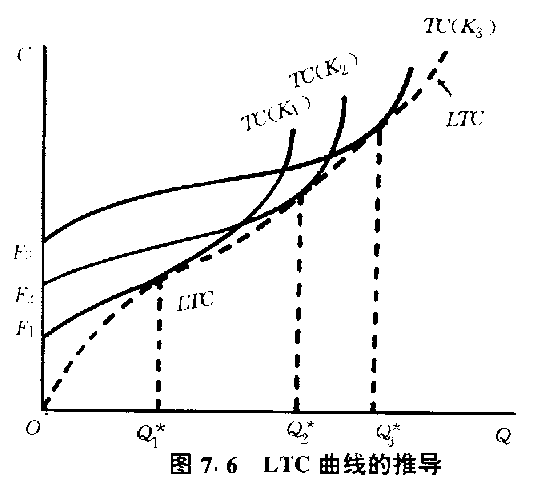 C
TC(K₃)
TC(K₂)
TC(K₁)
LTC
F₃
F₂
F₁
LTC
O
Q₁*
Q₂*
Q₃*
Q
图 7.6 LTC 曲线的推导